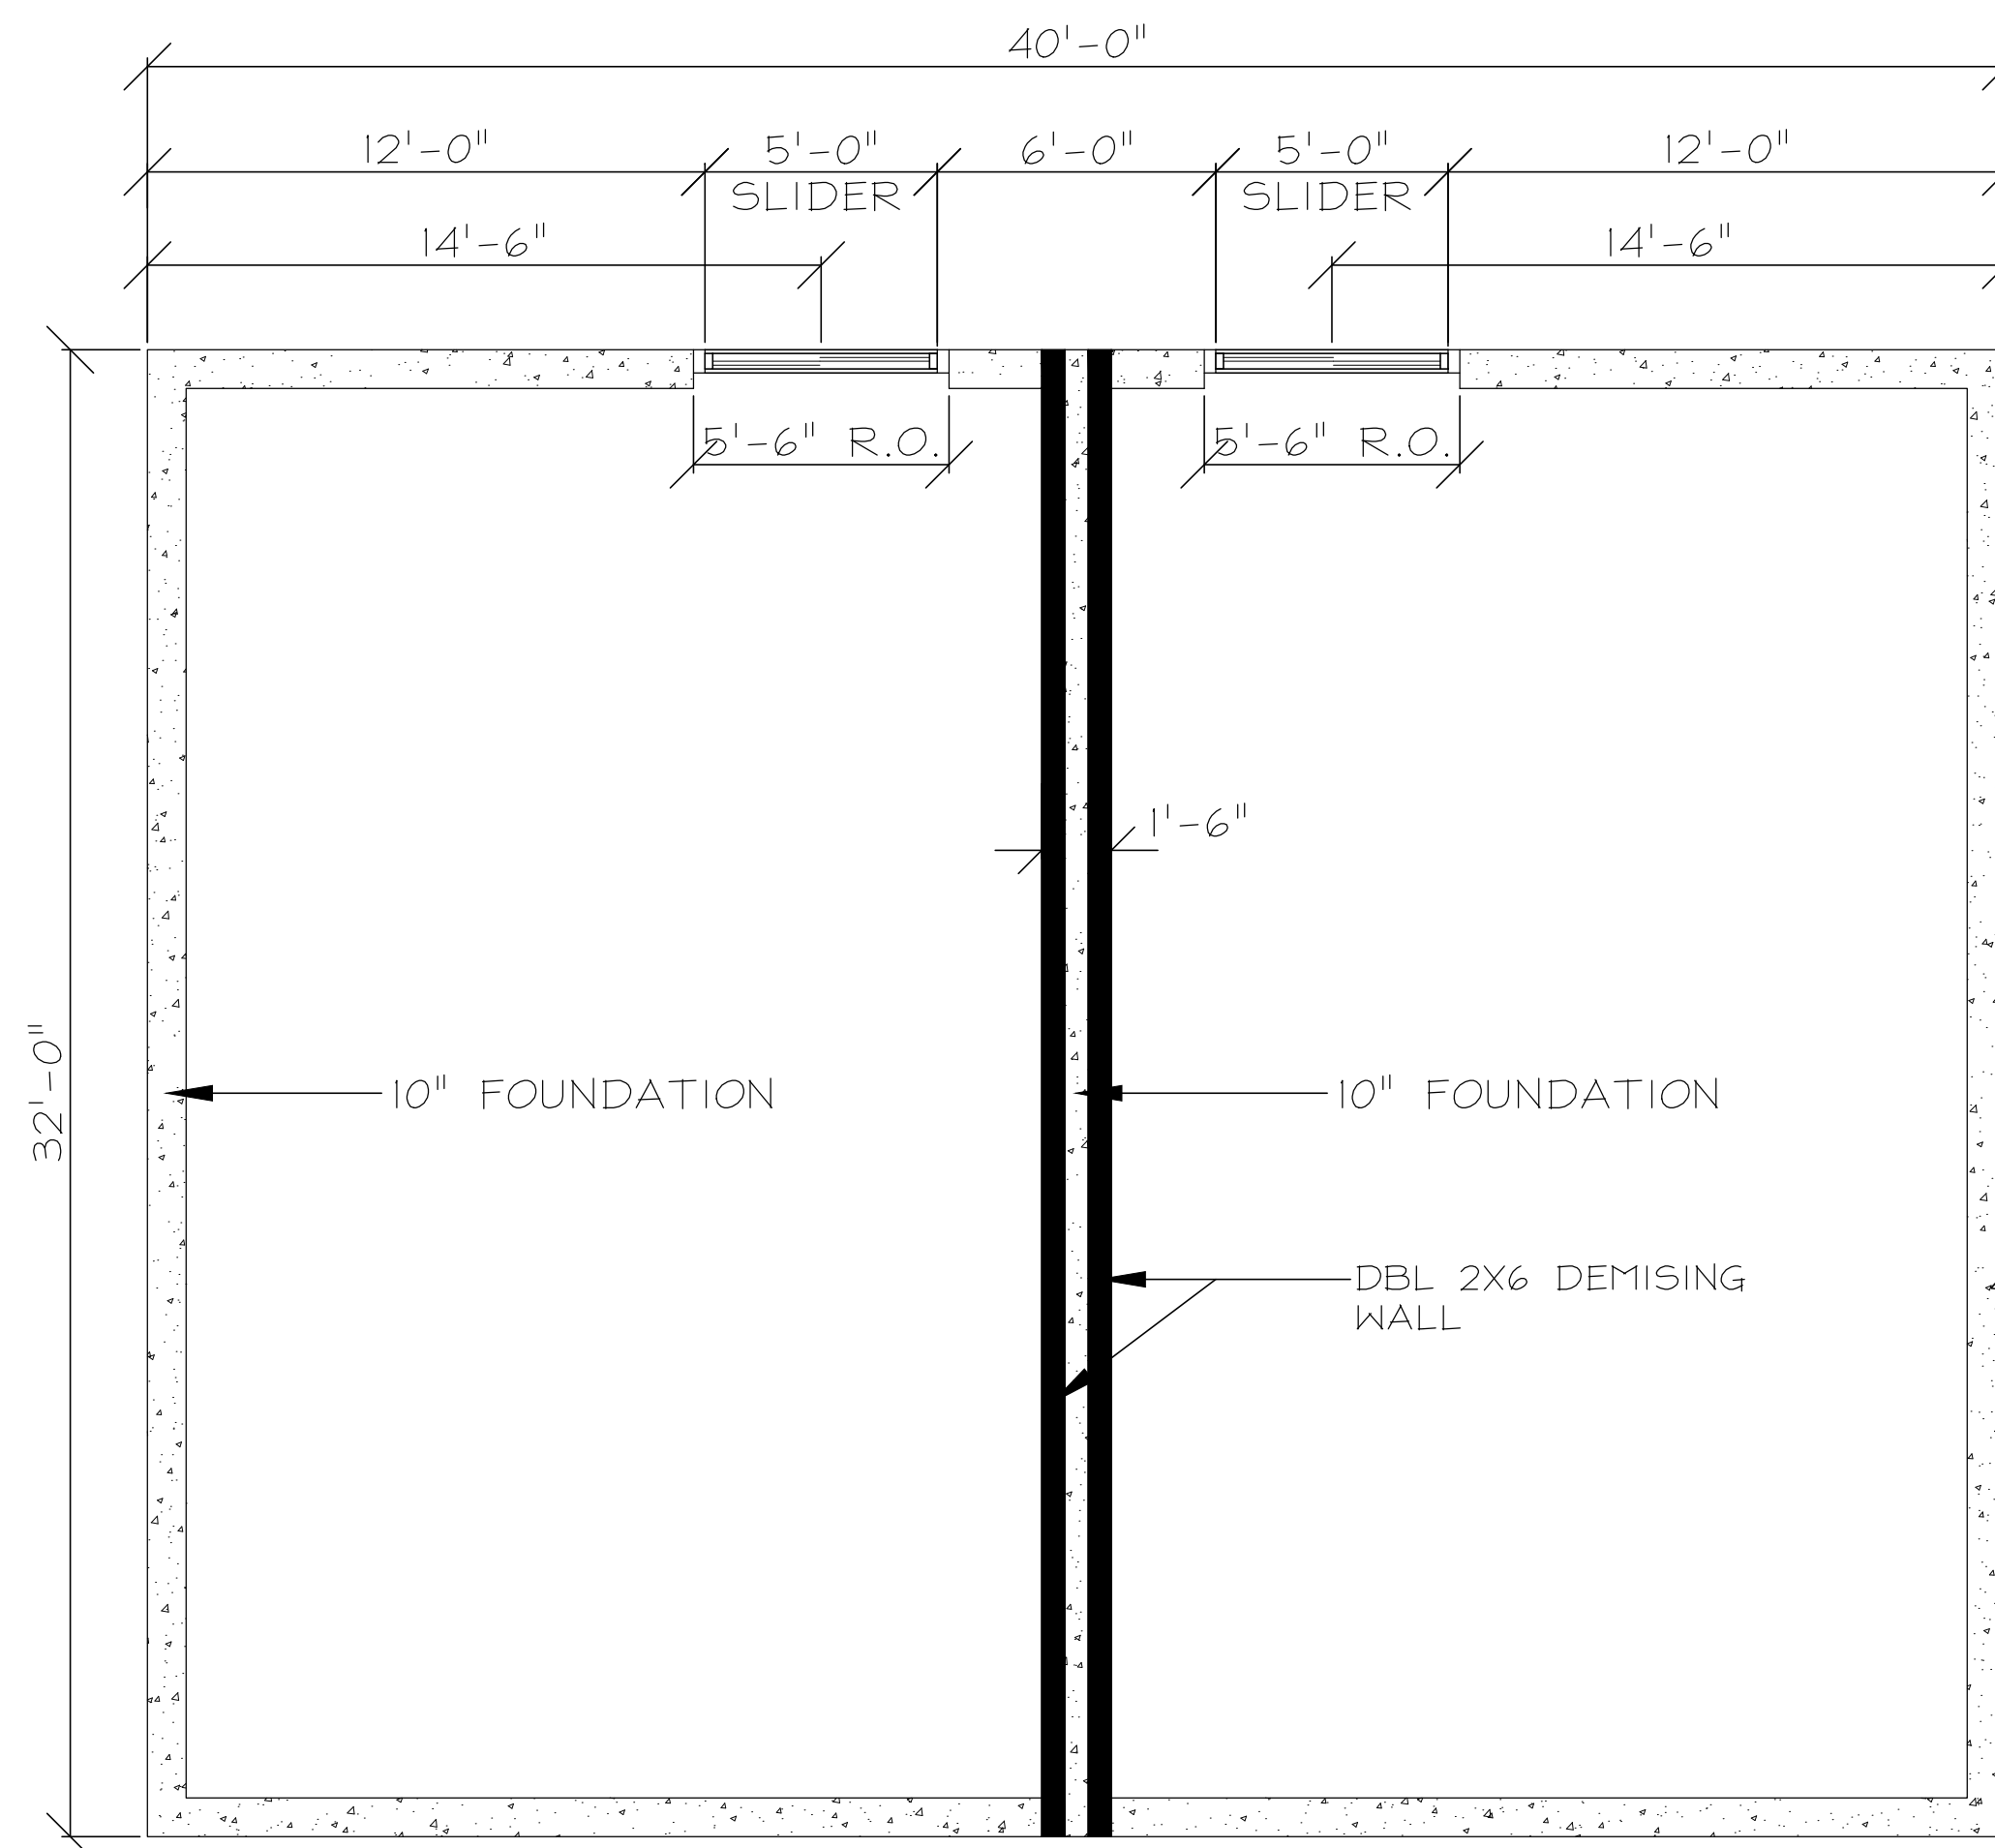 40'-0"
12'-0" 5'-0" 6'-0" 5'-0" 12'-0"
SLIDER SLIDER
14'-6" 14'-6"
5'-6" R.O. 5'-6" R.O.
1'-6"
32'-0"
10" FOUNDATION 10" FOUNDATION
DBL 2X6 DEMISING
WALL